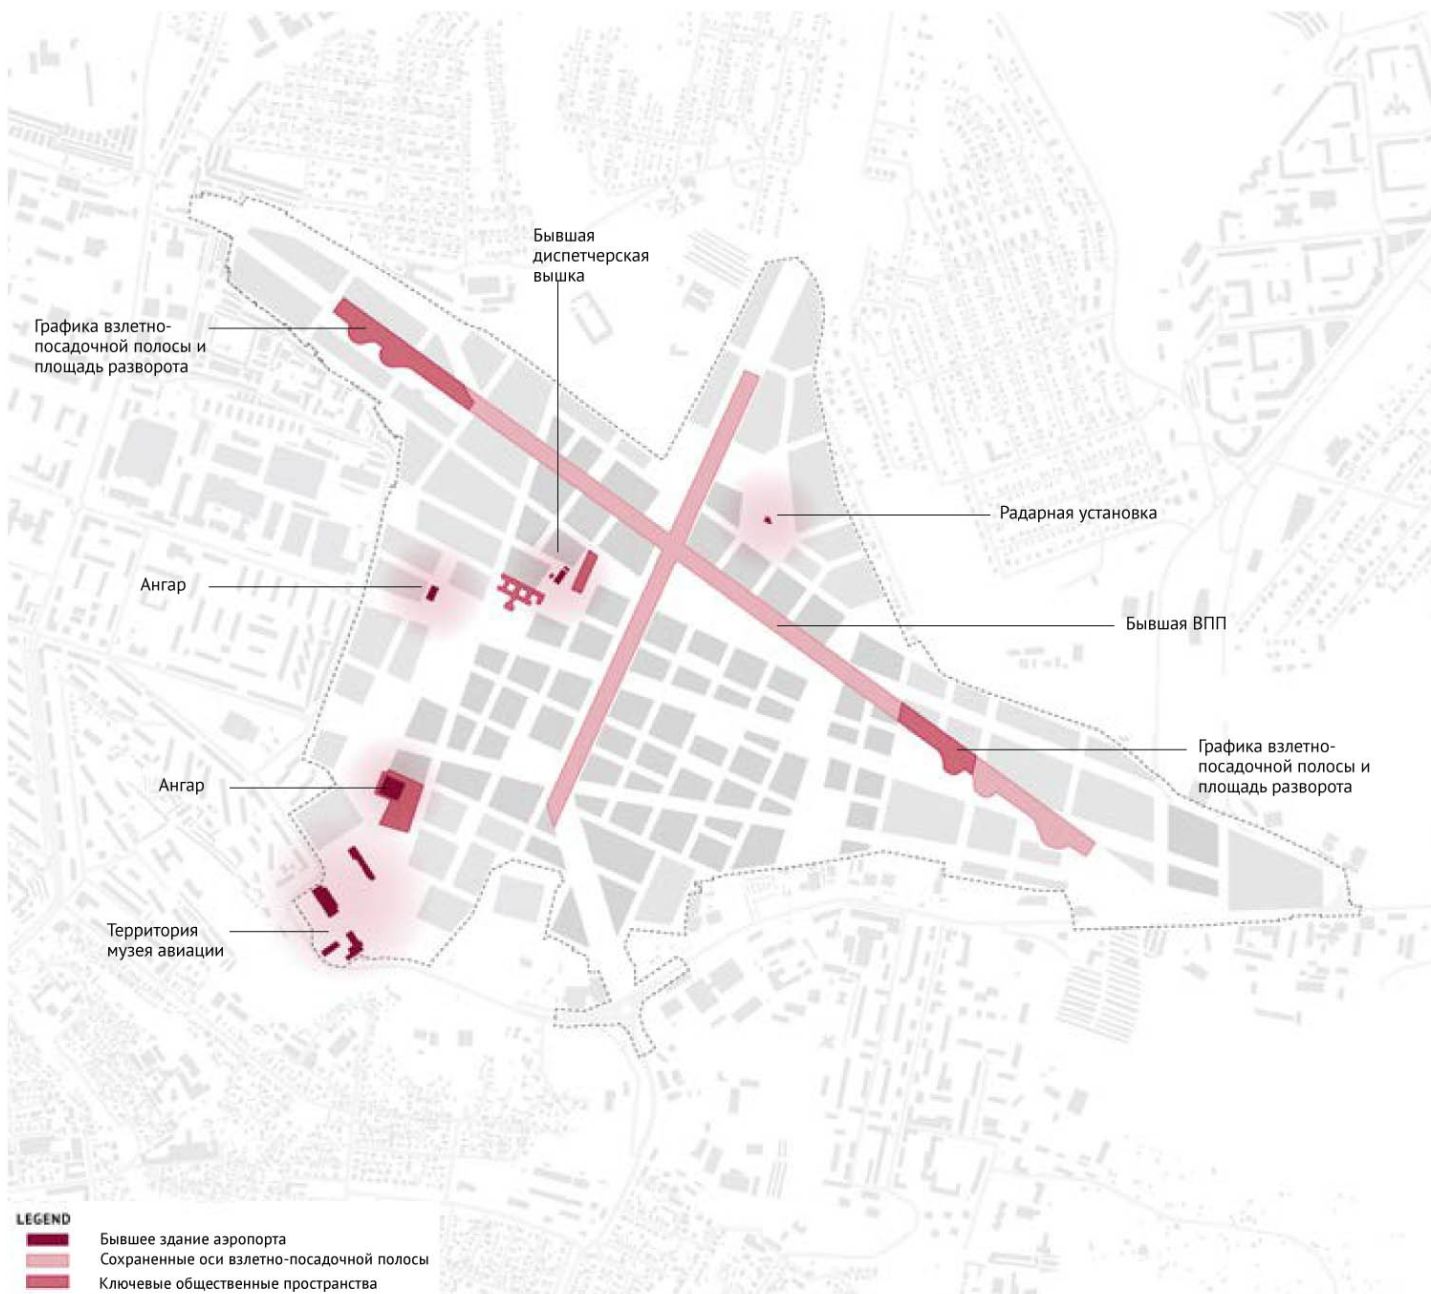 Бывшая
диспетчерская
вышка
Графика взлетно-
посадочной полосы и
площадь разворота
Радарная установка
Ангар
Бывшая ВПП
Графика взлетно-
посадочной полосы и
площадь разворота
Ангар
Территория
музея авиации
LEGEND
Бывшее здание аэропорта
Сохраненные оси взлетно-посадочной полосы
Ключевые общественные пространства